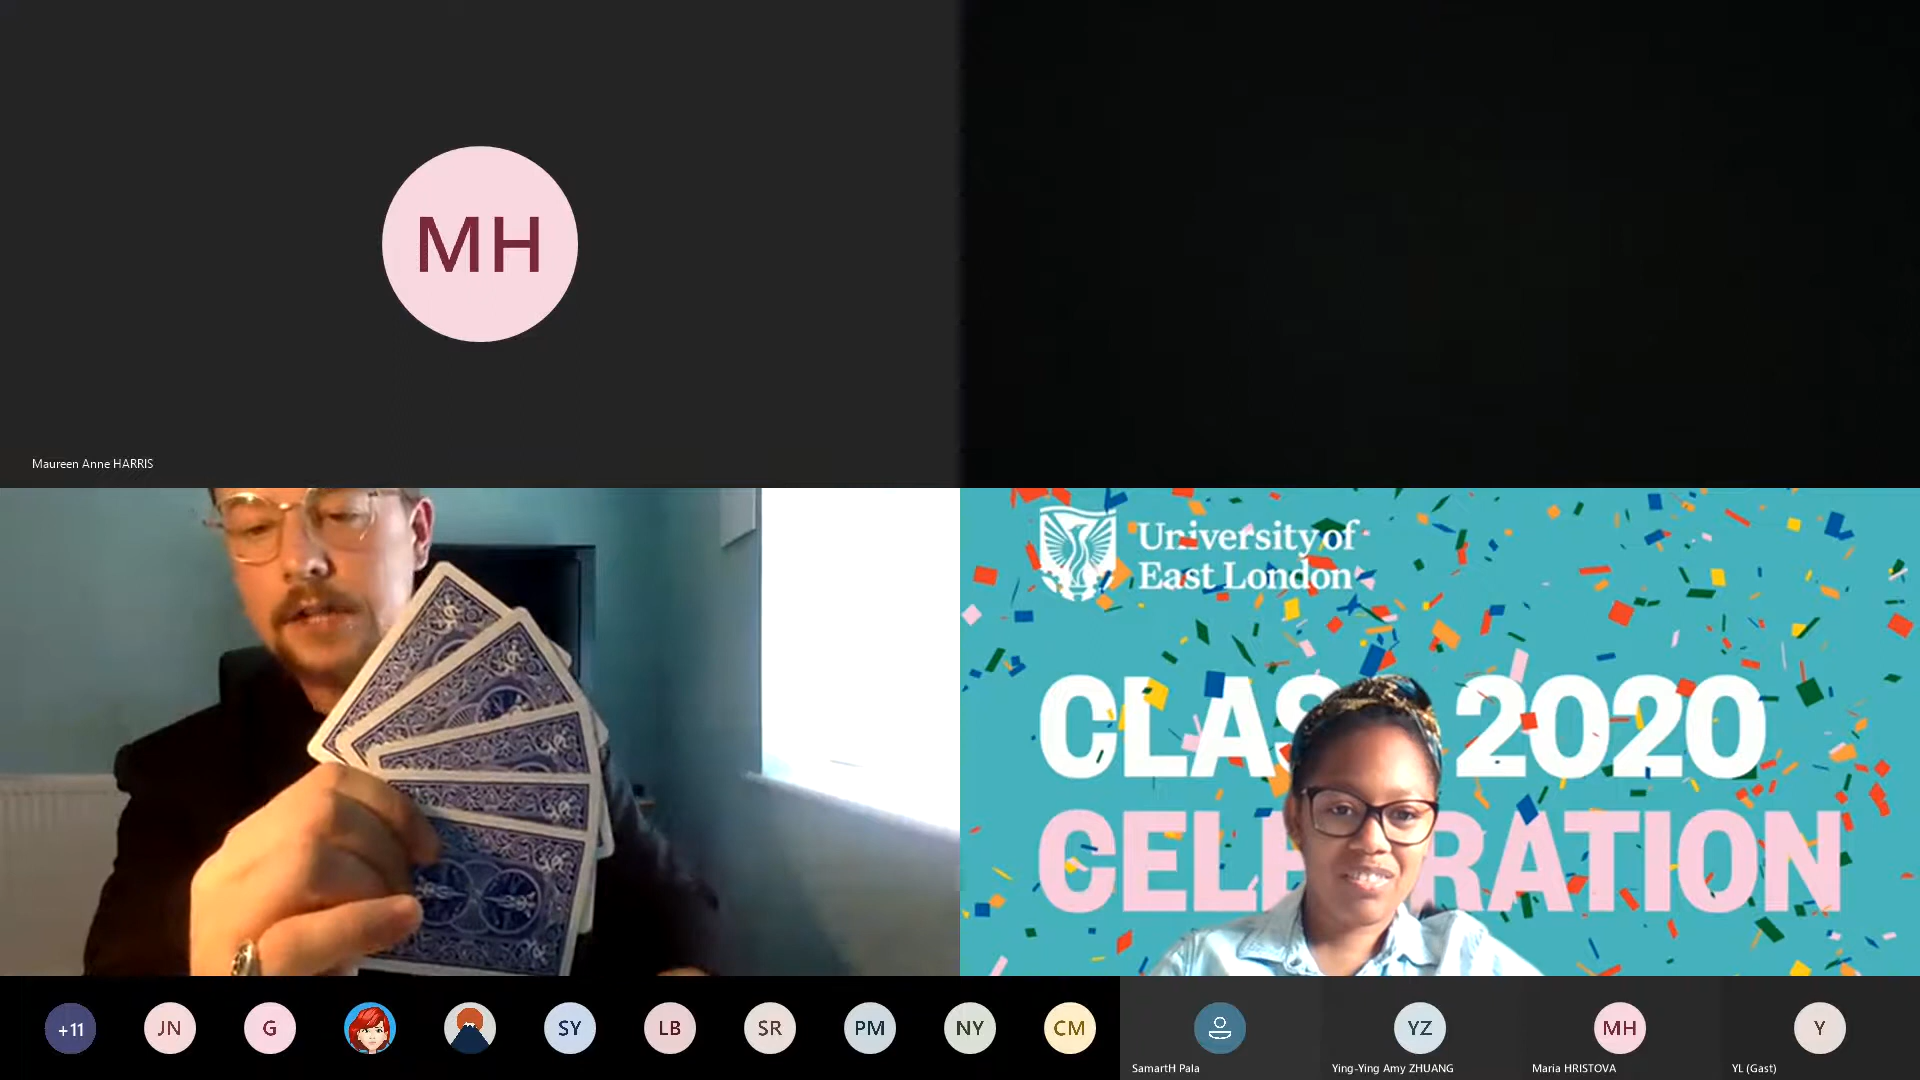 MH
Maureen Anne HARRIS
University of
East London
CLAS 2020
CELE RATION
+11
JN
G
SY
LB
SR
PM
NY
CM
SamartH Pala
YZ
Ying-Ying Amy ZHUANG
MH
Maria HRISTOVA
Y
YL (Gast)